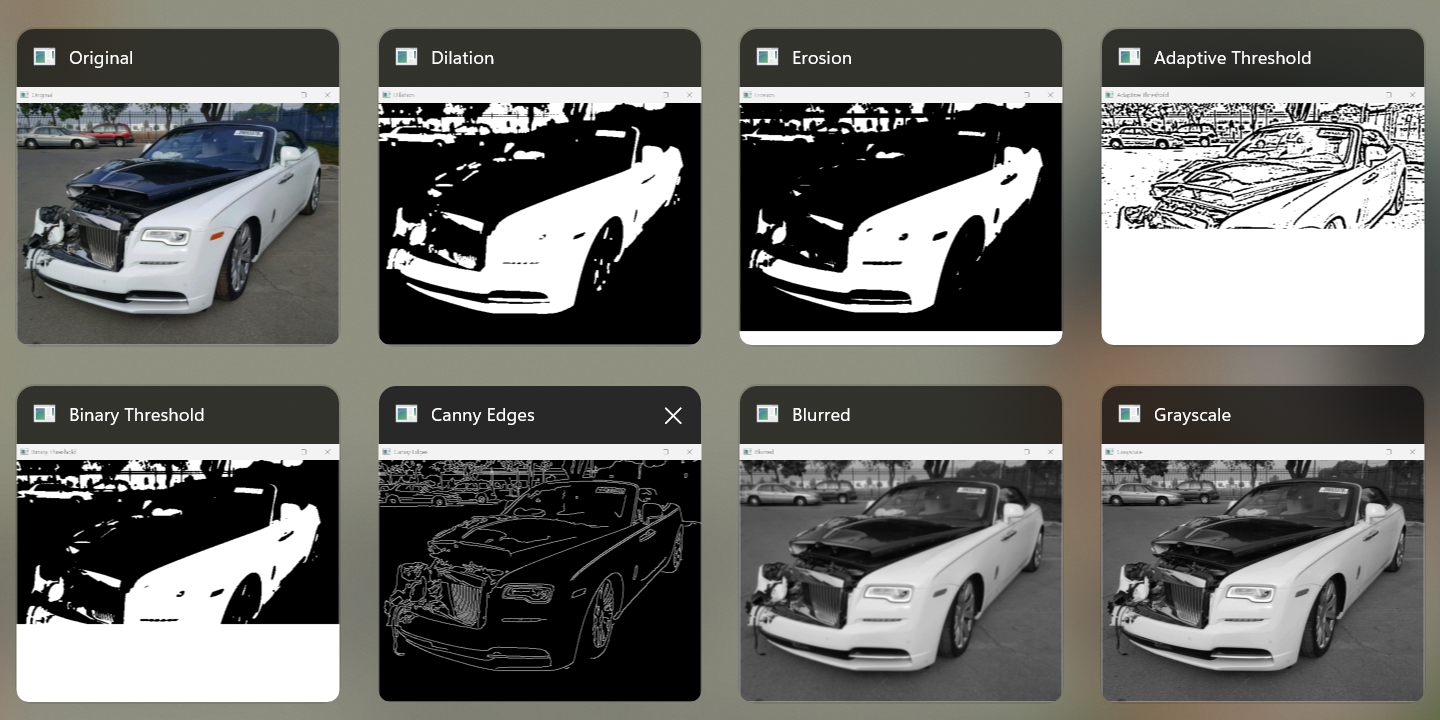 Original
Dilation
Erosion
Adaptive Threshold
Original
Dilation
Erosion
Adaptive Threshold
Binary Threshold
Canny Edges
Blurred
Grayscale
Binary Threshold
Canny Edges
Blurred
Grayscale